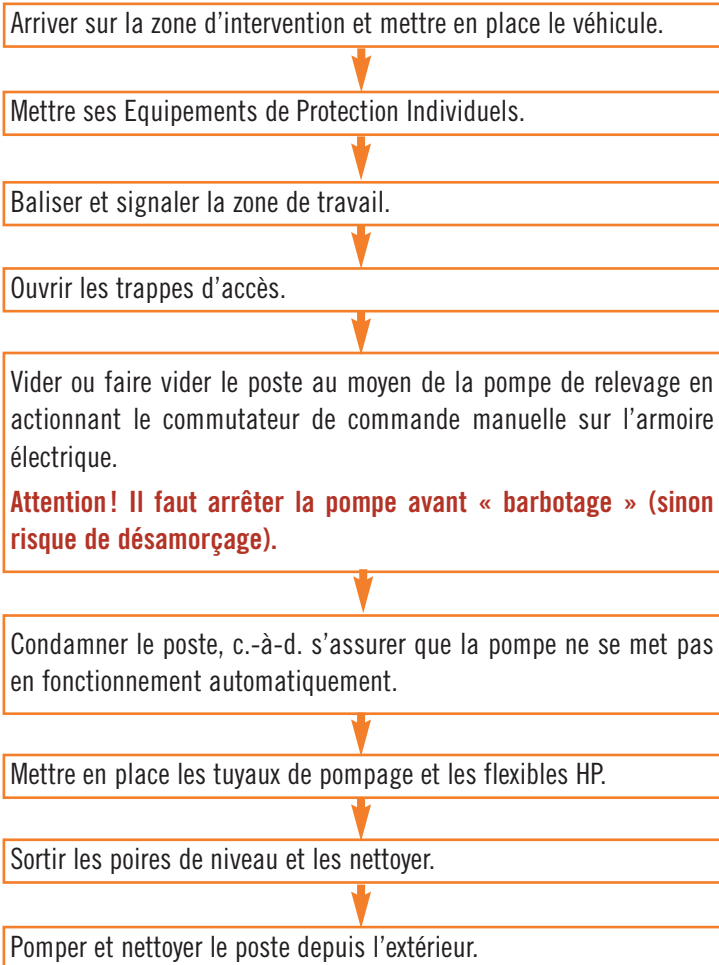 Arriver sur la zone d’intervention et mettre en place le véhicule.
Mettre ses Equipements de Protection Individuels.
Baliser et signaler la zone de travail.
Ouvrir les trappes d’accès.
Vider ou faire vider le poste au moyen de la pompe de relevage en
actionnant le commutateur de commande manuelle sur l’armoire
électrique.
Attention ! Il faut arrêter la pompe avant « barbotage » (sinon
risque de désamorçage).
Condamner le poste, c.-à-d. s’assurer que la pompe ne se met pas
en fonctionnement automatiquement.
Mettre en place les tuyaux de pompage et les flexibles HP.
Sortir les poires de niveau et les nettoyer.
Pomper et nettoyer le poste depuis l’extérieur.